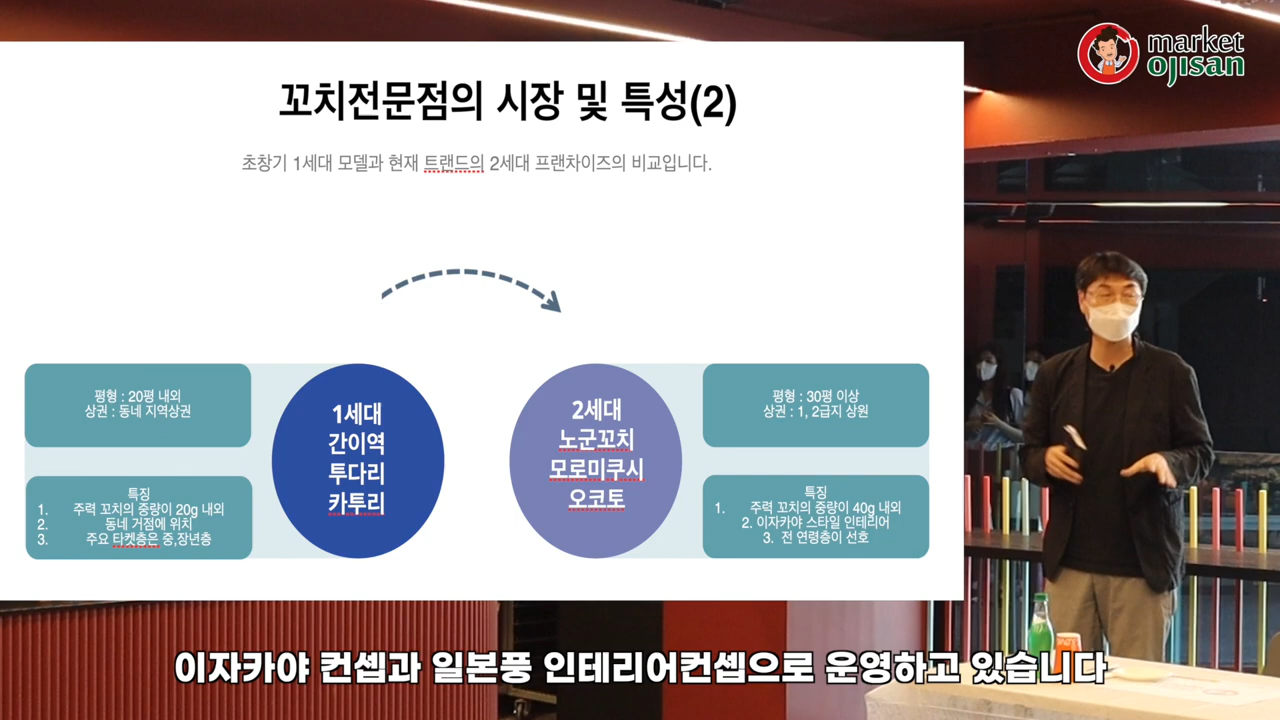 꼬치전문점의 시장 및 특성(2)
초창기 1세대 모델과 현재 트랜드의 2세대 프랜차이즈의 비교입니다.
평형 : 20평 내외
상권 : 동네 지역상권
특징
1. 주력 꼬치의 중량이 20g 내외
2. 동네 거점에 위치
3. 주요 타켓층은 중,장년층
1세대
간이역
투다리
카투리
2세대
노군꼬치
모로미쿠시
오코토
평형 : 30평 이상
상권 : 1, 2급지 상원
특징
1. 주력 꼬치의 중량이 40g 내외
2. 이자카야 스타일 인테리어
3. 전 연령층이 선호
market
ojisan
이자카야 컨셉과 일본풍 인테리어컨셉으로 운영하고 있습니다